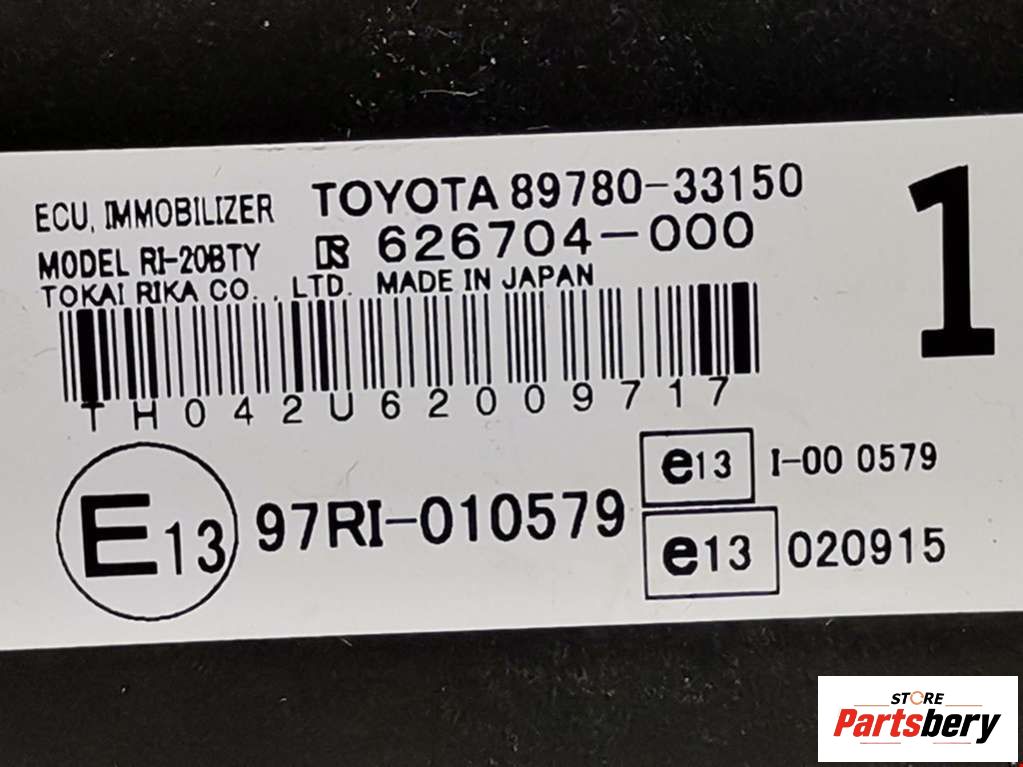 ECU, IMMOBILIZER TOYOTA 89780-33150
MODEL RI-20BTY 626704-000
TOKAI RIKA CO., LTD. MADE IN JAPAN
1
TH042U62009717
E13 97RI-010579
e13 I-00 0579
e13 020915
STORE
Partsbery